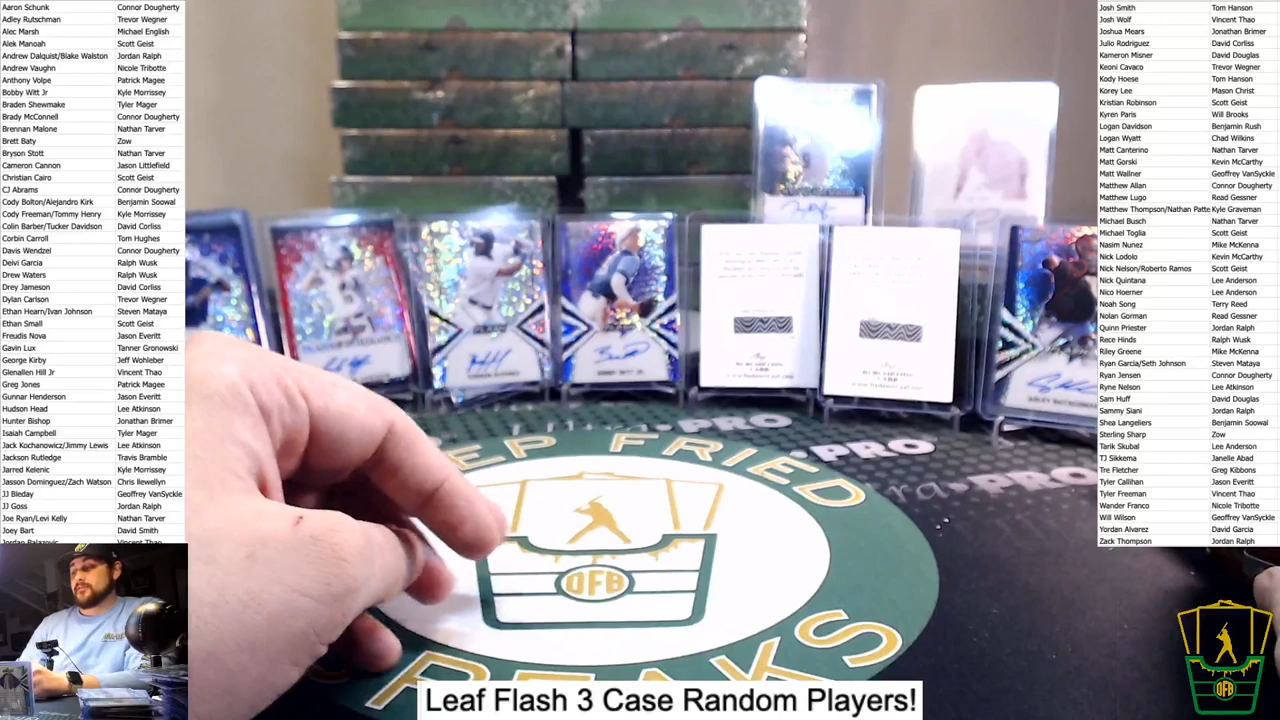 Aaron Schunk Connor Dougherty
Adley Rutschman Trevor Wegner
Alec Marsh Michael English
Alek Manoah Scott Geist
Andrew Dalquist/Blake Walston Jordan Ralph
Andrew Vaughn Nicole Tribotte
Anthony Volpe Patrick Magee
Bobby Witt Jr Kyle Morrissey
Braden Shewmake Tyler Mager
Brady McConnell Connor Dougherty
Brennan Malone Nathan Tarver
Brett Baty Zow
Bryson Stott Nathan Tarver
Cameron Cannon Jason Littlefield
Christian Cairo Scott Geist
CJ Abrams Connor Dougherty
Cody Bolton/Alejandro Kirk Benjamin Soowal
Cody Freeman/Tommy Henry Kyle Morrissey
Colin Barber/Tucker Davidson David Corliss
Corbin Carroll Tom Hughes
Davis Wendzel Connor Dougherty
Deivi Garcia Ralph Wusk
Drew Waters Ralph Wusk
Drey Jameson David Corliss
Dylan Carlson Trevor Wegner
Ethan Hearn/Ivan Johnson Steven Mataya
Ethan Small Scott Geist
Freudis Nova Jason Everitt
Gavin Lux Tanner Gronowski
George Kirby Jeff Wohleber
Glenallen Hill Jr Vincent Thao
Greg Jones Patrick Magee
Gunnar Henderson Jason Everitt
Hudson Head Lee Atkinson
Hunter Bishop Jonathan Brimer
Isaiah Campbell Tyler Mager
Jack Kochanowicz/Jimmy Lewis Lee Atkinson
Jackson Rutledge Travis Bramble
Jarred Kelenic Kyle Morrissey
Jasson Dominguez/Zach Watson Chris llewellyn
JJ Bleday Geoffrey VanSyckle
JJ Goss Jordan Ralph
Joe Ryan/Levi Kelly Nathan Tarver
Joey Bart David Smith
Jordan Balazovic Vincent Thao
Josh Smith Tom Hanson
Josh Wolf Vincent Thao
Joshua Mears Jonathan Brimer
Julio Rodriguez David Corliss
Kameron Misner David Douglas
Keoni Cavaco Trevor Wegner
Kody Hoese Tom Hanson
Korey Lee Mason Christ
Kristian Robinson Scott Geist
Kyren Paris Will Brooks
Logan Davidson Benjamin Rush
Logan Wyatt Chad Wilkins
Matt Canterino Nathan Tarver
Matt Gorski Kevin McCarthy
Matt Wallner Geoffrey VanSyckle
Matthew Allan Connor Dougherty
Matthew Lugo Read Gessner
Matthew Thompson/Nathan Patte Kyle Graveman
Michael Busch Nathan Tarver
Michael Toglia Scott Geist
Nasim Nunez Mike McKenna
Nick Lodolo Kevin McCarthy
Nick Nelson/Roberto Ramos Scott Geist
Nick Quintana Lee Anderson
Nico Hoerner Lee Anderson
Noah Song Terry Reed
Nolan Gorman Read Gessner
Quinn Priester Jordan Ralph
Rece Hinds Ralph Wusk
Riley Greene Mike McKenna
Ryan Garcia/Seth Johnson Steven Mataya
Ryan Jensen Connor Dougherty
Ryne Nelson Lee Atkinson
Sam Huff David Douglas
Sammy Siani Jordan Ralph
Shea Langeliers Benjamin Soowal
Sterling Sharp Zow
Tarik Skubal Lee Anderson
TJ Sikkema Janelle Abad
Tre Fletcher Greg Kibbons
Tyler Callihan Jason Everitt
Tyler Freeman Vincent Thao
Wander Franco Nicole Tribotte
Will Wilson Geoffrey VanSyckle
Yordan Alvarez David Garcia
Zack Thompson Jordan Ralph
PRO
PRO
PRO
FRIED
DFB
Leaf Flash 3 Case Random Players!
DFB